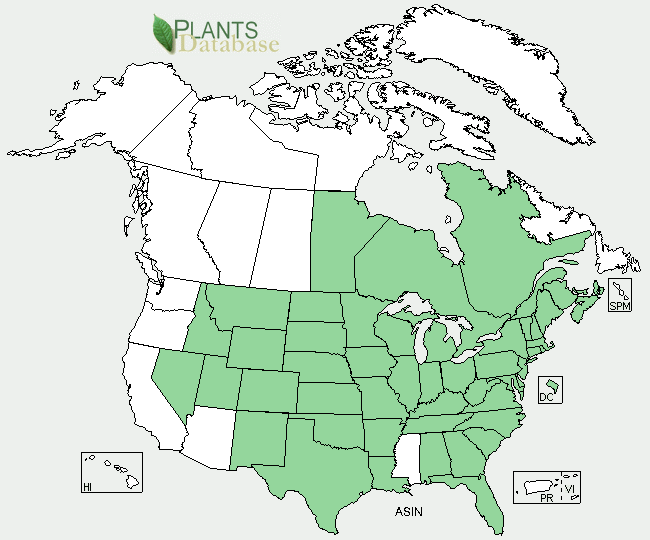 PLANTS
Database
SPM
DC
HI
PR VI
ASIN